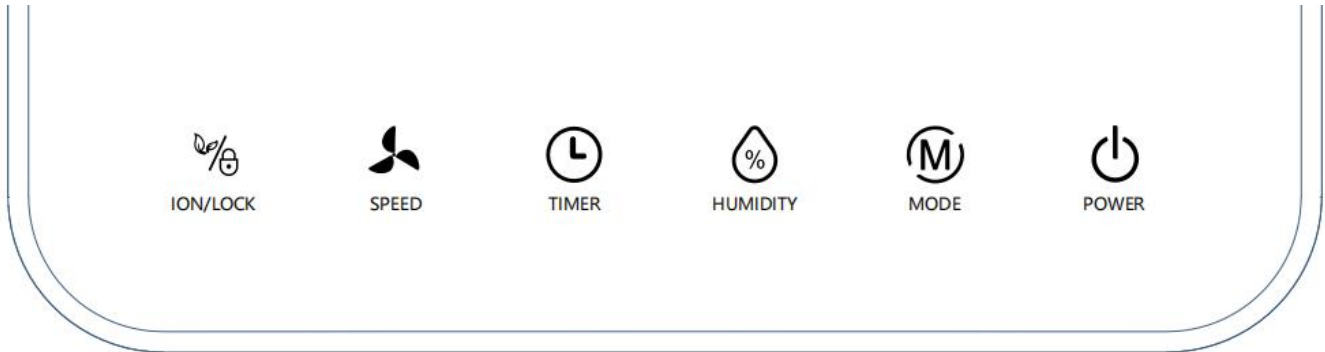 %
M
ION/LOCK
SPEED
TIMER
HUMIDITY
MODE
POWER